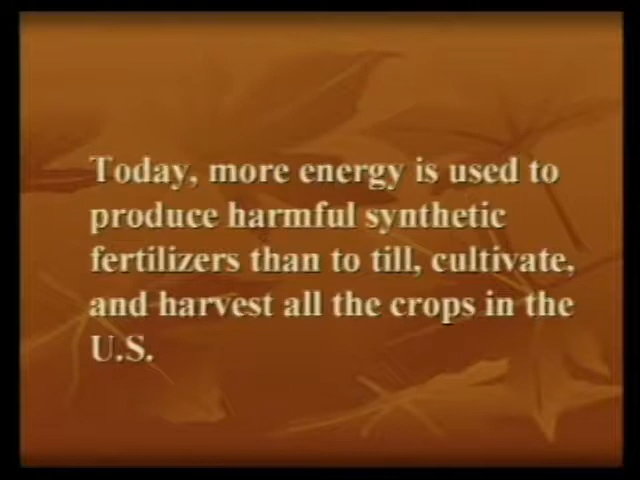 Today, more energy is used to
produce harmful synthetic
fertilizers than to till, cultivate,
and harvest all the crops in the
U.S.